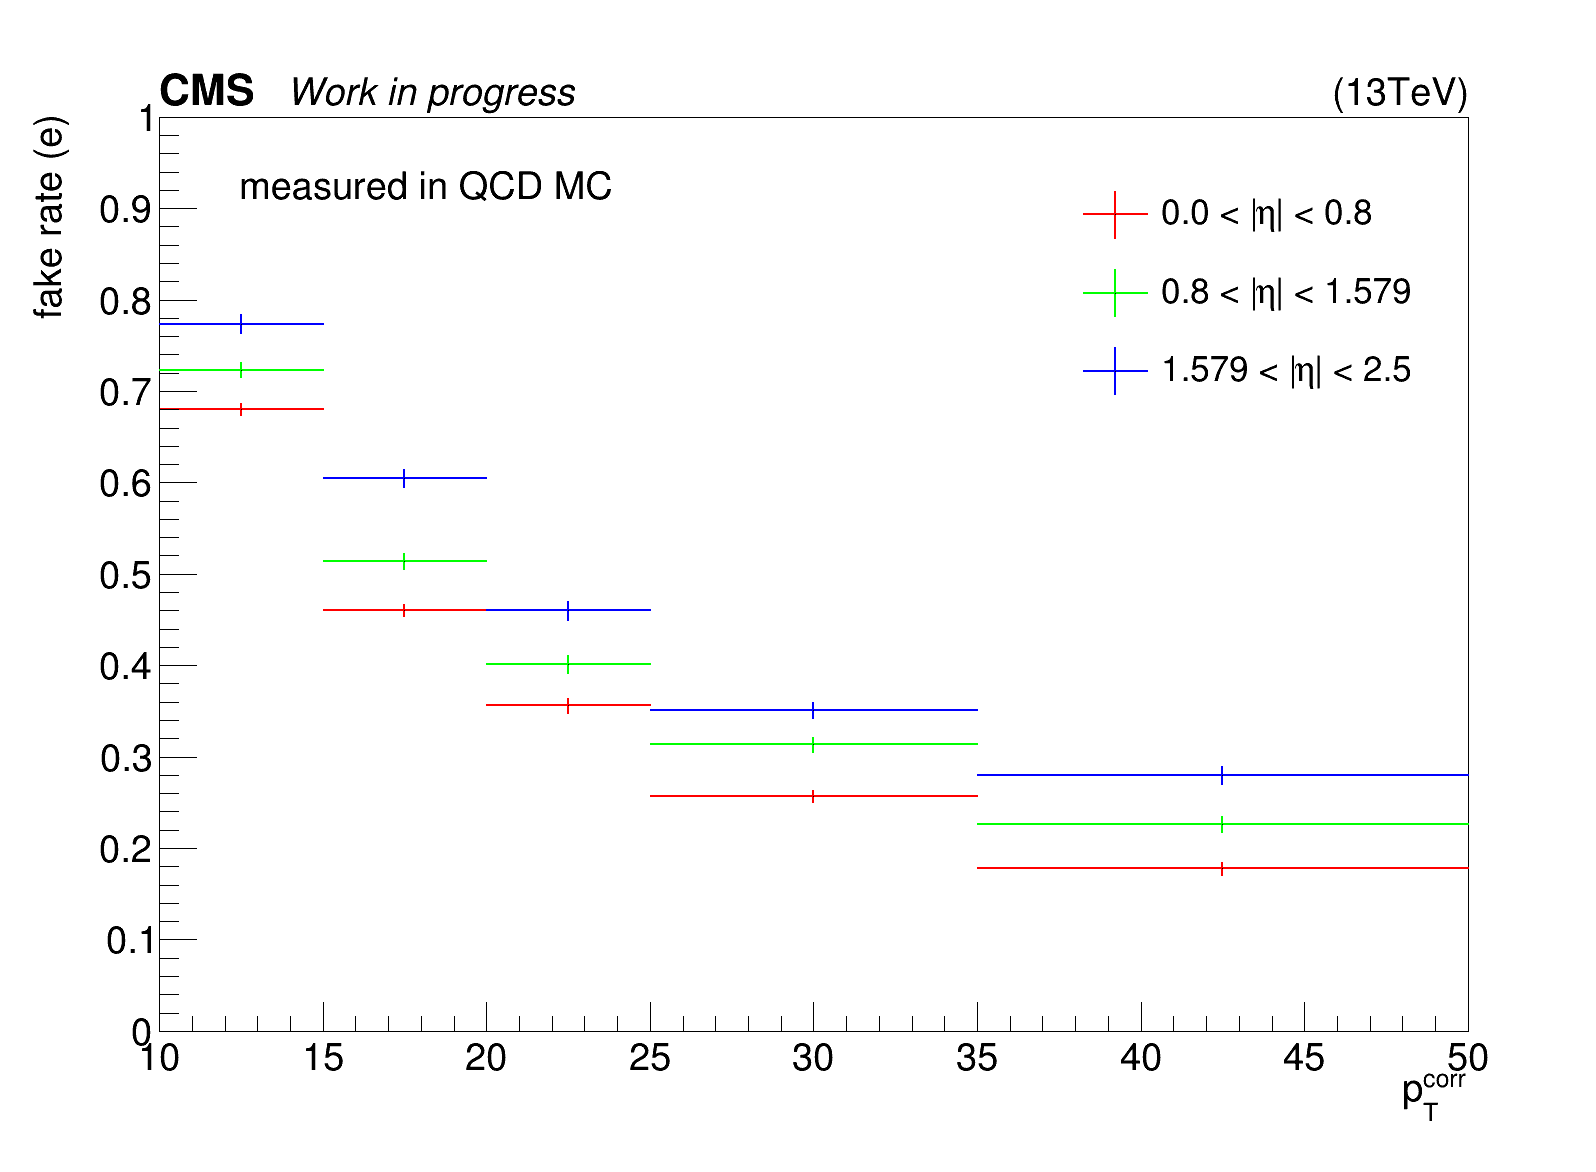 CMS Work in progress (13TeV)
fake rate (e)
measured in QCD MC
0.0 < |η| < 0.8
0.8 < |η| < 1.579
1.579 < |η| < 2.5
1
0.9
0.8
0.7
0.6
0.5
0.4
0.3
0.2
0.1
0
10 15 20 25 30 35 40 45 50
p_T^corr